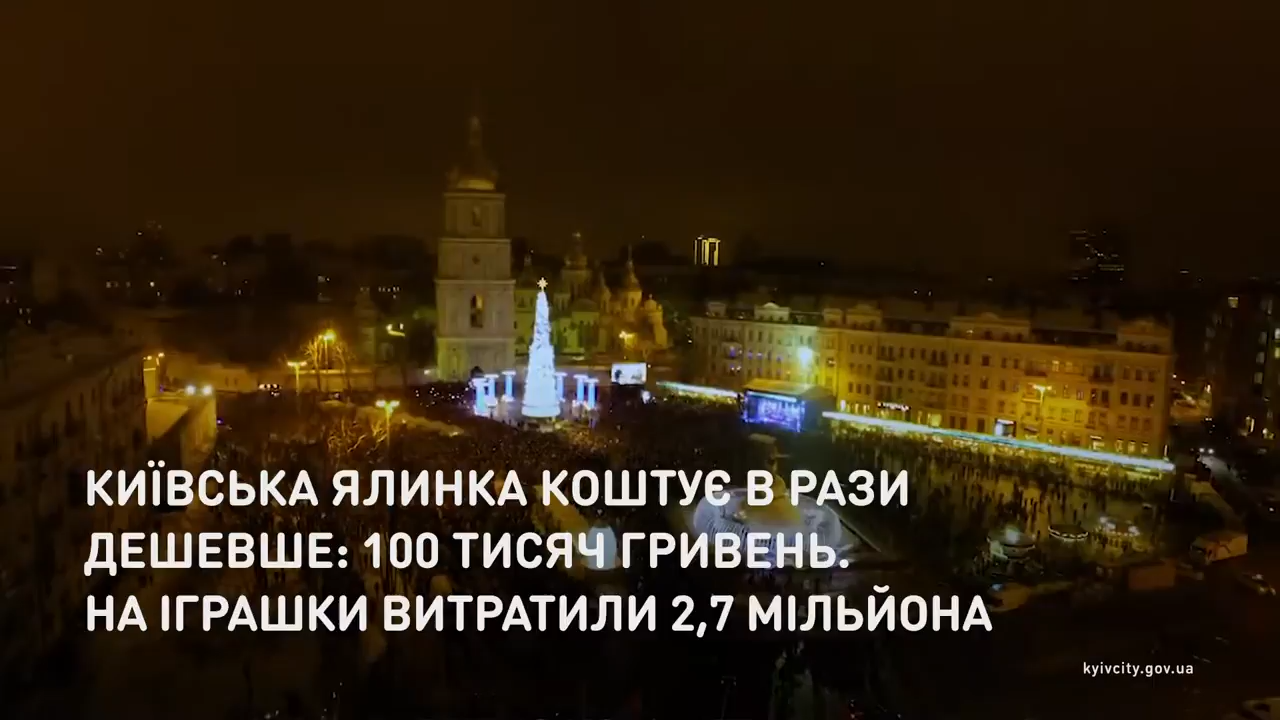 КИЇВСЬКА ЯЛИНКА КОШТУЄ В РАЗИ
ДЕШЕВШЕ: 100 ТИСЯЧ ГРИВЕНЬ.
НА ІГРАШКИ ВИТРАТИЛИ 2,7 МІЛЬЙОНА
kyivcity.gov.ua